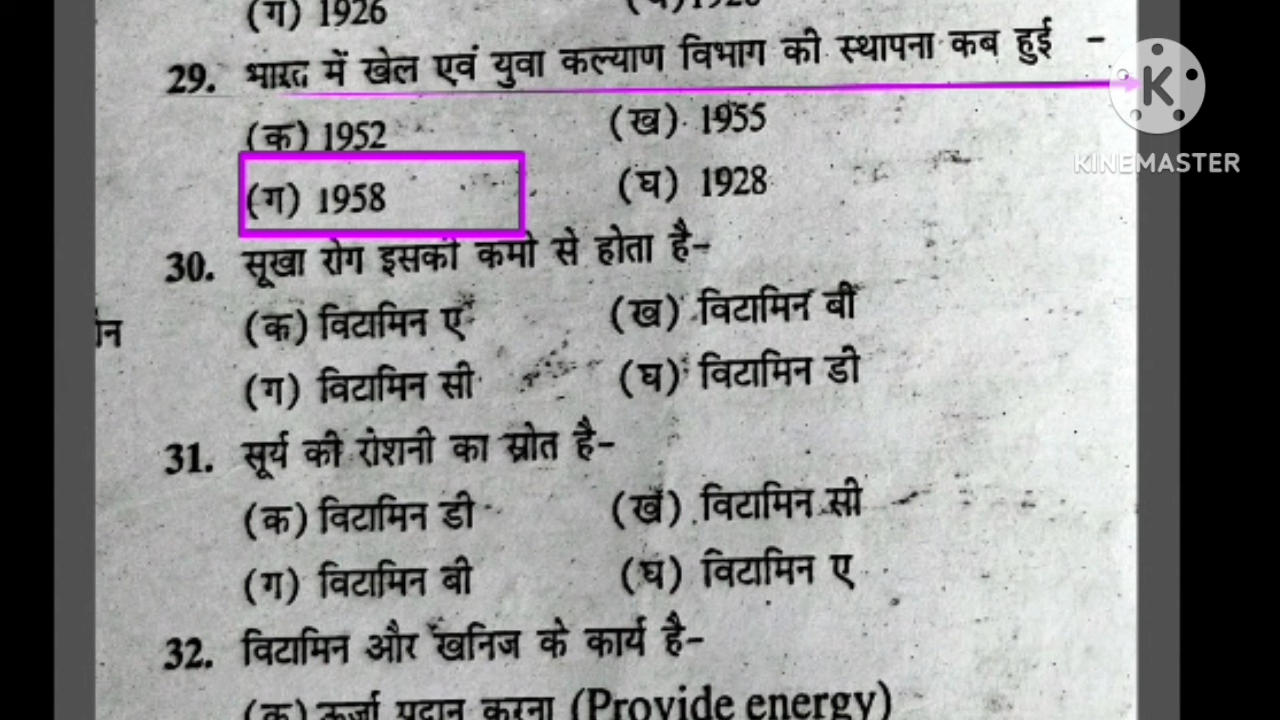 (ग) 1926
29. भारत में खेल एवं युवा कल्याण विभाग की स्थापना कब हुई -
(क) 1952 (ख) 1955
(ग) 1958 (घ) 1928
30. सूखा रोग इसकी कमी से होता है-
(क) विटामिन ए (ख) विटामिन बी
(ग) विटामिन सी (घ) विटामिन डी
31. सूर्य की रोशनी का स्रोत है-
(क) विटामिन डी (ख) विटामिन सी
(ग) विटामिन बी (घ) विटामिन ए
32. विटामिन और खनिज के कार्य है-
(क) ऊर्जा प्रदान करना (Provide energy)
K
KINEMASTER